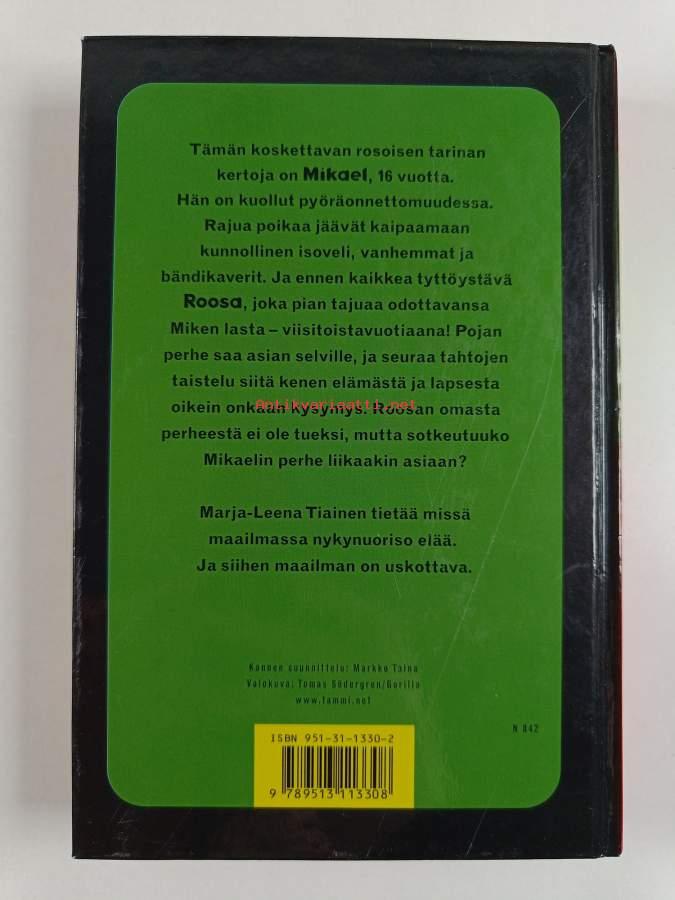 Tämän koskettavan rosoisen tarinan
kertoja on Mikael, 16 vuotta.
Hän on kuollut pyöräonnettomuudessa.
Rajua poikaa jäävät kaipaamaan
kunnollinen isoveli, vanhemmat ja
bändikaverit. Ja ennen kaikkea tyttöystävä
Roosa, joka pian tajuaa odottavansa
Miken lasta – viisitoistavuotiaana! Pojan
perhe saa asian selville, ja seuraa tahtojen
taistelu siitä kenen elämästä ja lapsesta
Antikvariaatti.net
oikein onkaan kysymys. Roosan omasta
perheestä ei ole tueksi, mutta sotkeutuuko
Mikaelin perhe liikaakin asiaan?
Marja-Leena Tiainen tietää missä
maailmassa nykynuoriso elää.
Ja siihen maailman on uskottava.
Kannen suunnittelu: Markko Taina
Valokuva: Tomas Södergren/Gorilla
www.tammi.net
N 842
ISBN 951-31-1330-2
9 789513 113308